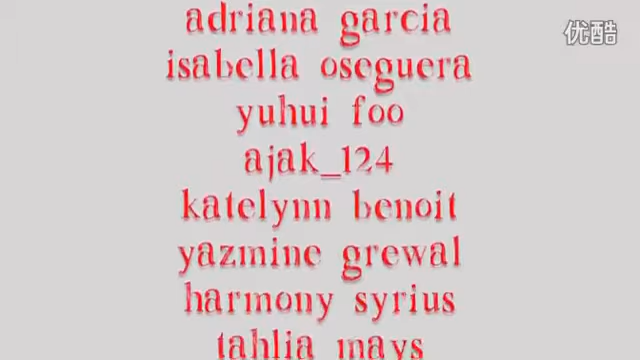 adriana garcia
优酷
isabella oseguera
yuhui foo
ajak_124
katelynn benoit
yazmine grewal
harmony syrius
tahlia mays